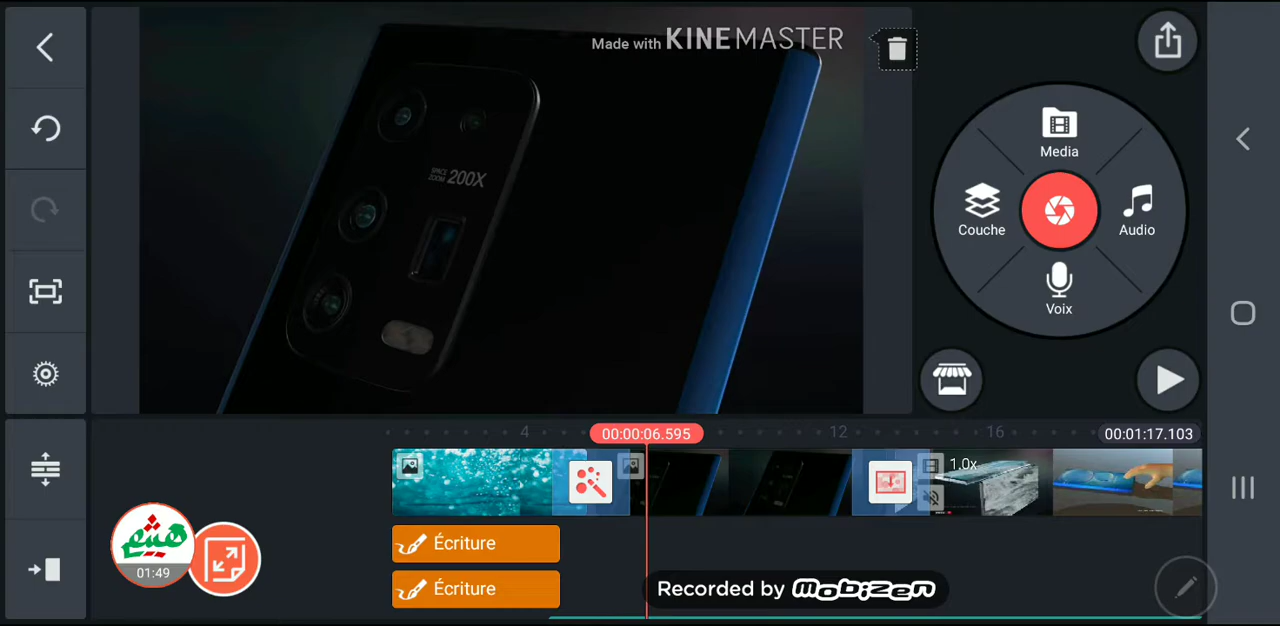 Made with KINEMASTER
SPACE ZOOM 200X
Media
Couche
Audio
Voix
4
00:00:06.595
12
16
00:01:17.103
1.0x
Écriture
Écriture
01:49
Recorded by mobizen